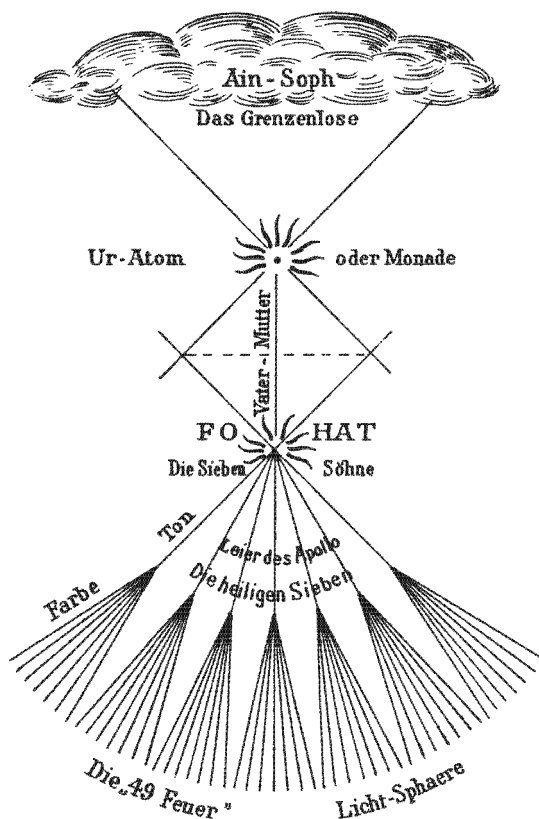 Ain-Soph
Das Grenzenlose
Ur-Atom oder Monade
Vater-Mutter
FO HAT
Die Sieben Söhne
Ton
Leier des Apollo
Die heiligen Sieben
Farbe
Die „49 Feuer”
Licht-Sphaere